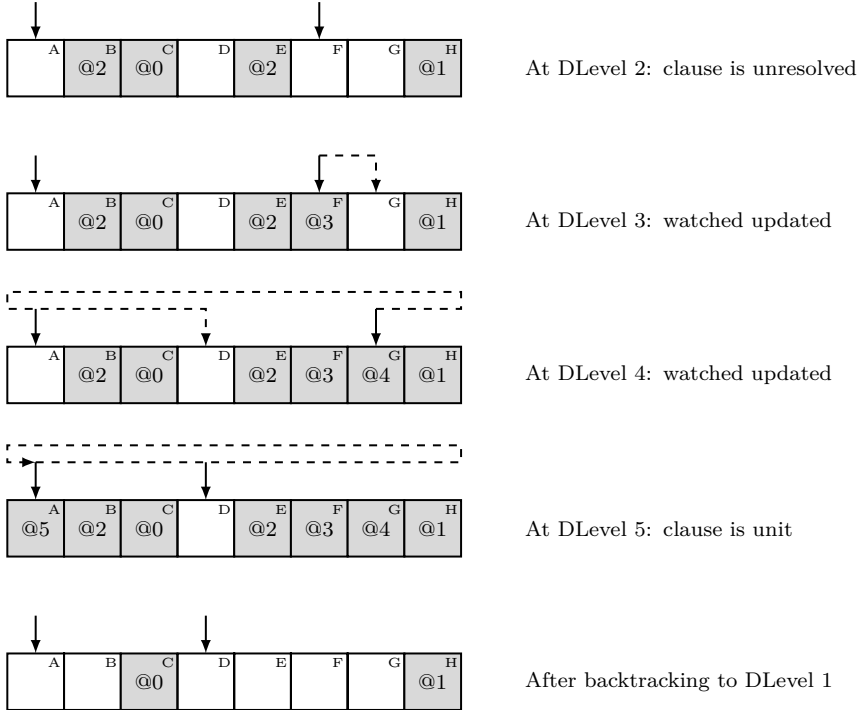 A B C D E F G H
@2 @0 @2 @1 At DLevel 2: clause is unresolved
A B C D E F G H
@2 @0 @2 @3 @1 At DLevel 3: watched updated
A B C D E F G H
@2 @0 @2 @3 @4 @1 At DLevel 4: watched updated
A B C D E F G H
@5 @2 @0 @2 @3 @4 @1 At DLevel 5: clause is unit
A B C D E F G H
@0 @1 After backtracking to DLevel 1